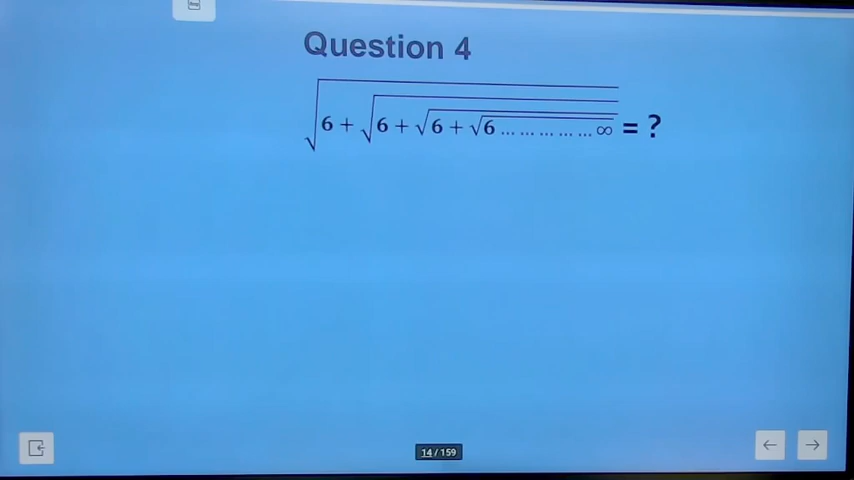 Question 4
√6 + √6 + √6 + √6 ... ... ... ... ... ∞ = ?
14 / 159